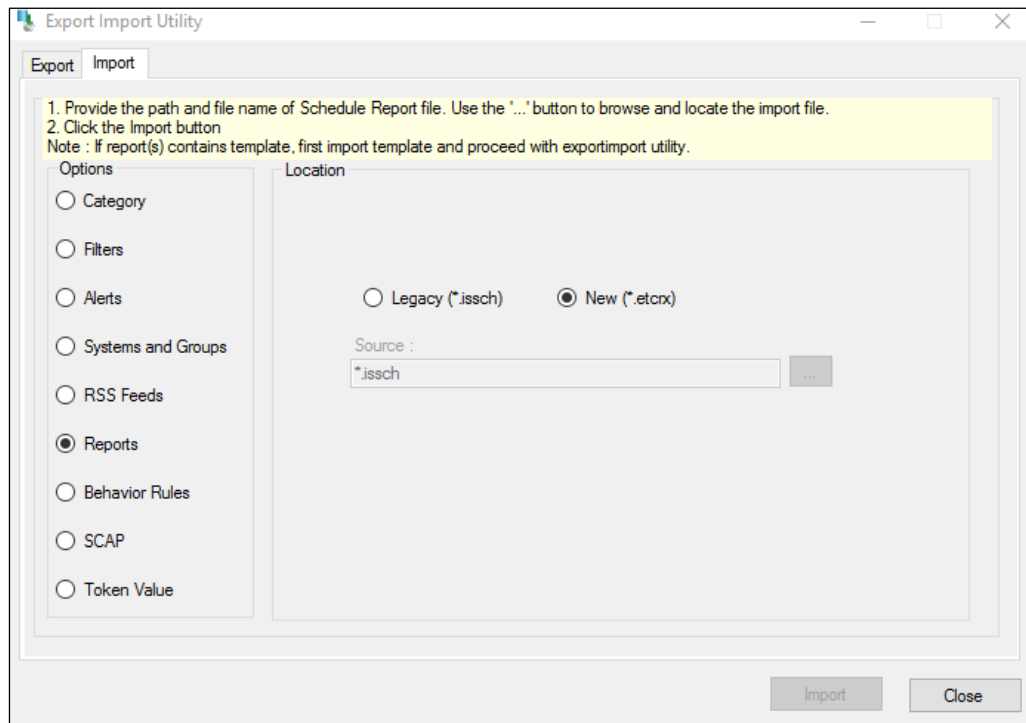 Export Import Utility
Export
Import
1. Provide the path and file name of Schedule Report file. Use the '...' button to browse and locate the import file.
2. Click the Import button
Note : If report(s) contains template, first import template and proceed with exportimport utility.
Options
Category
Filters
Alerts
Systems and Groups
RSS Feeds
Reports
Behavior Rules
SCAP
Token Value
Location
Legacy (*.issch)
New (*.etcrx)
Source :
*.issch
...
Import
Close